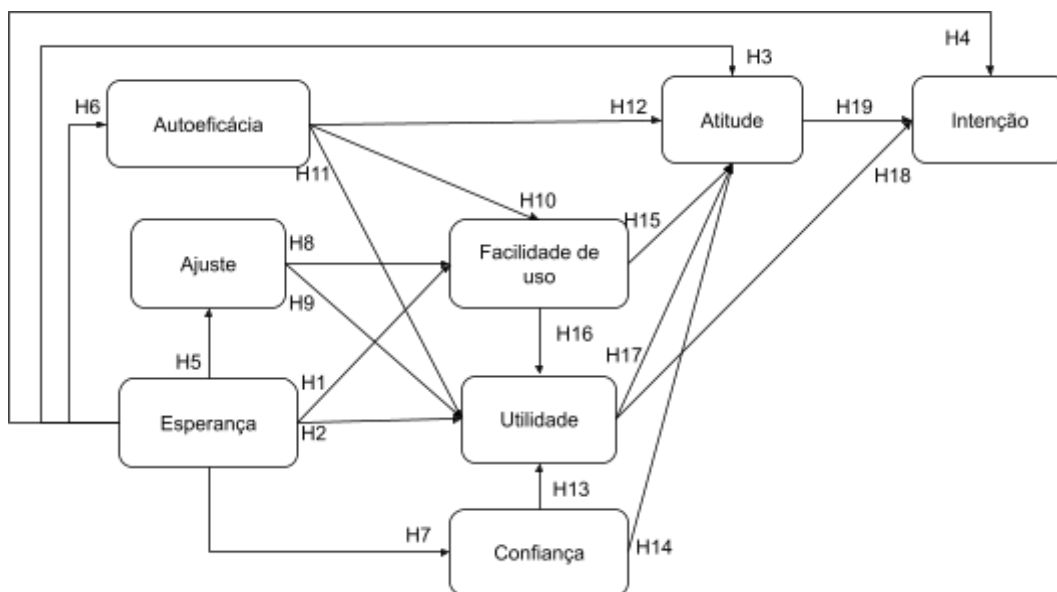 H4
H3
H6
Autoeficácia
H12
Atitude
H19
Intenção
H11
H18
H10
H8
Facilidade de
uso
H15
Ajuste
H9
H16
H5
H1
H17
Esperança
H2
Utilidade
H13
H7
Confiança
H14